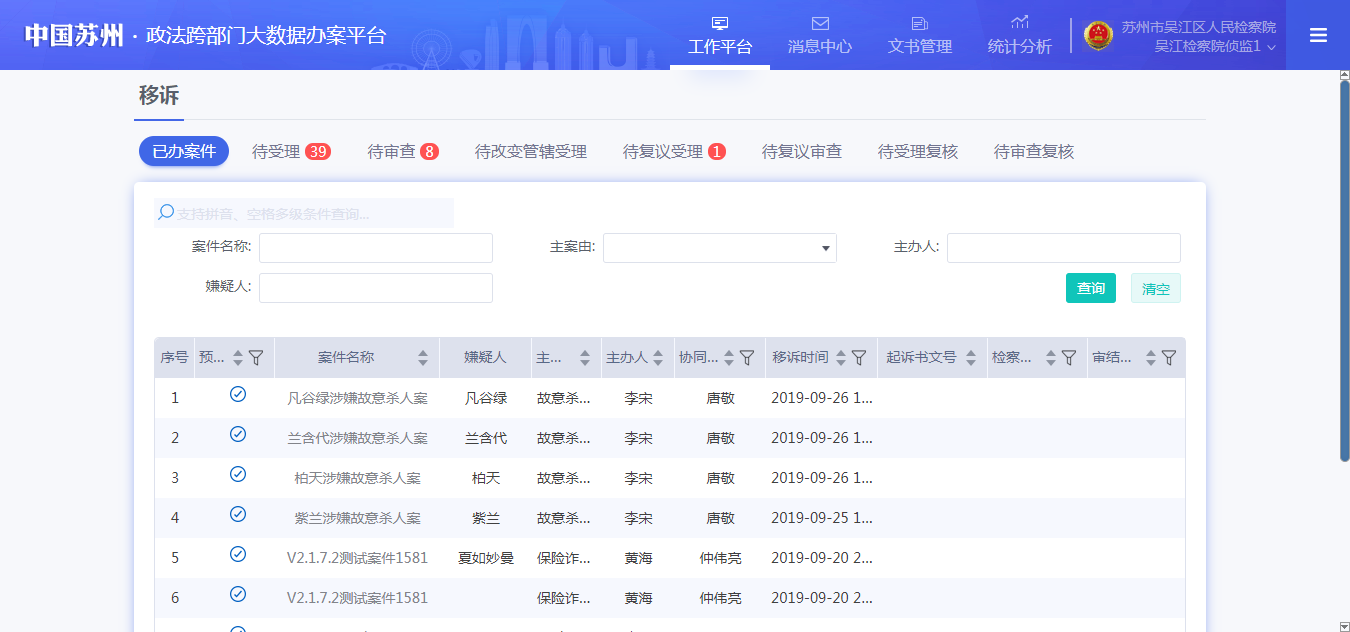 中国苏州 · 政法跨部门大数据办案平台
工作平台 消息中心 文书管理 统计分析
苏州市吴江区人民检察院
吴江检察院侦监1
移诉
已办案件 待受理 39 待审查 8 待改变管辖受理 待复议受理 1 待复议审查 待受理复核 待审查复核
支持拼音、空格多级条件查询...
案件名称: 主案由: 主办人:
嫌疑人: 查询 清空
序号 预... 案件名称 嫌疑人 主... 主办人 协同... 移诉时间 起诉书文号 检察... 审结...
1 凡谷绿涉嫌故意杀人案 凡谷绿 故意杀... 李宋 唐敬 2019-09-26 1...
2 兰含代涉嫌故意杀人案 兰含代 故意杀... 李宋 唐敬 2019-09-26 1...
3 柏天涉嫌故意杀人案 柏天 故意杀... 李宋 唐敬 2019-09-26 1...
4 紫兰涉嫌故意杀人案 紫兰 故意杀... 李宋 唐敬 2019-09-25 1...
5 V2.1.7.2测试案件1581 夏如妙曼 保险诈... 黄海 仲伟亮 2019-09-20 2...
6 V2.1.7.2测试案件1581 保险诈... 黄海 仲伟亮 2019-09-20 2...